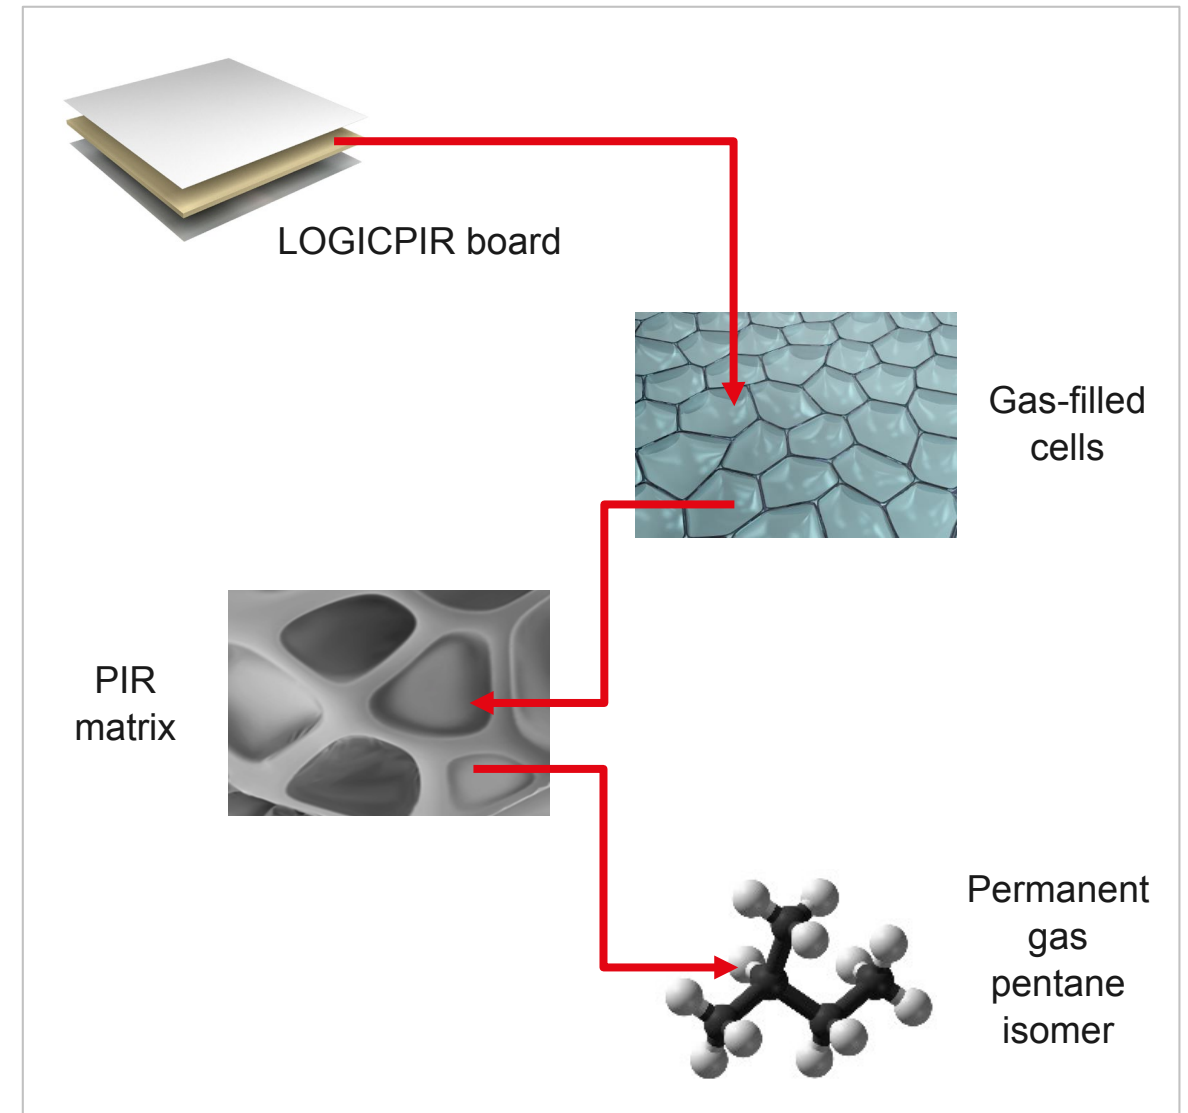 LOGICPIR board
Gas-filled
cells
PIR
matrix
Permanent
gas
pentane
isomer